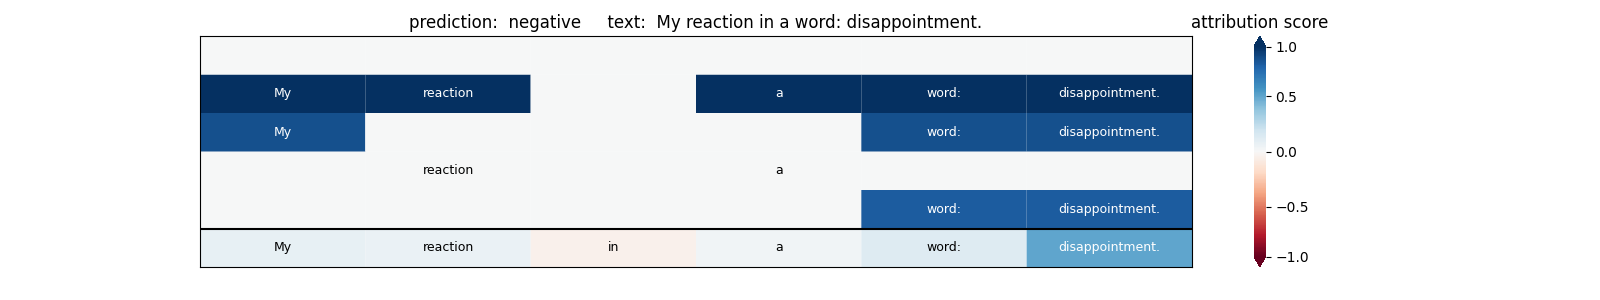 prediction:  negative     text:  My reaction in a word: disappointment.
attribution score
My reaction a word: disappointment.
My word: disappointment.
reaction a
word: disappointment.
My reaction in a word: disappointment.
1.0
0.5
0.0
−0.5
−1.0